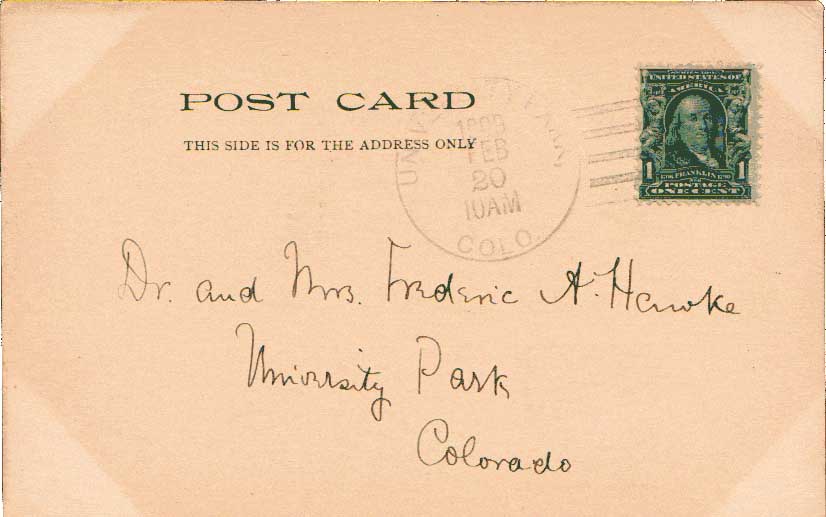 POST CARD
THIS SIDE IS FOR THE ADDRESS ONLY
FEB
20
10AM
COLO.
UNITED STATES OF
AMERICA
1 FRANKLIN 1
POSTAGE
ONE CENT
Dr. and Mrs. Frederic A. Hawke
University Park
Colorado